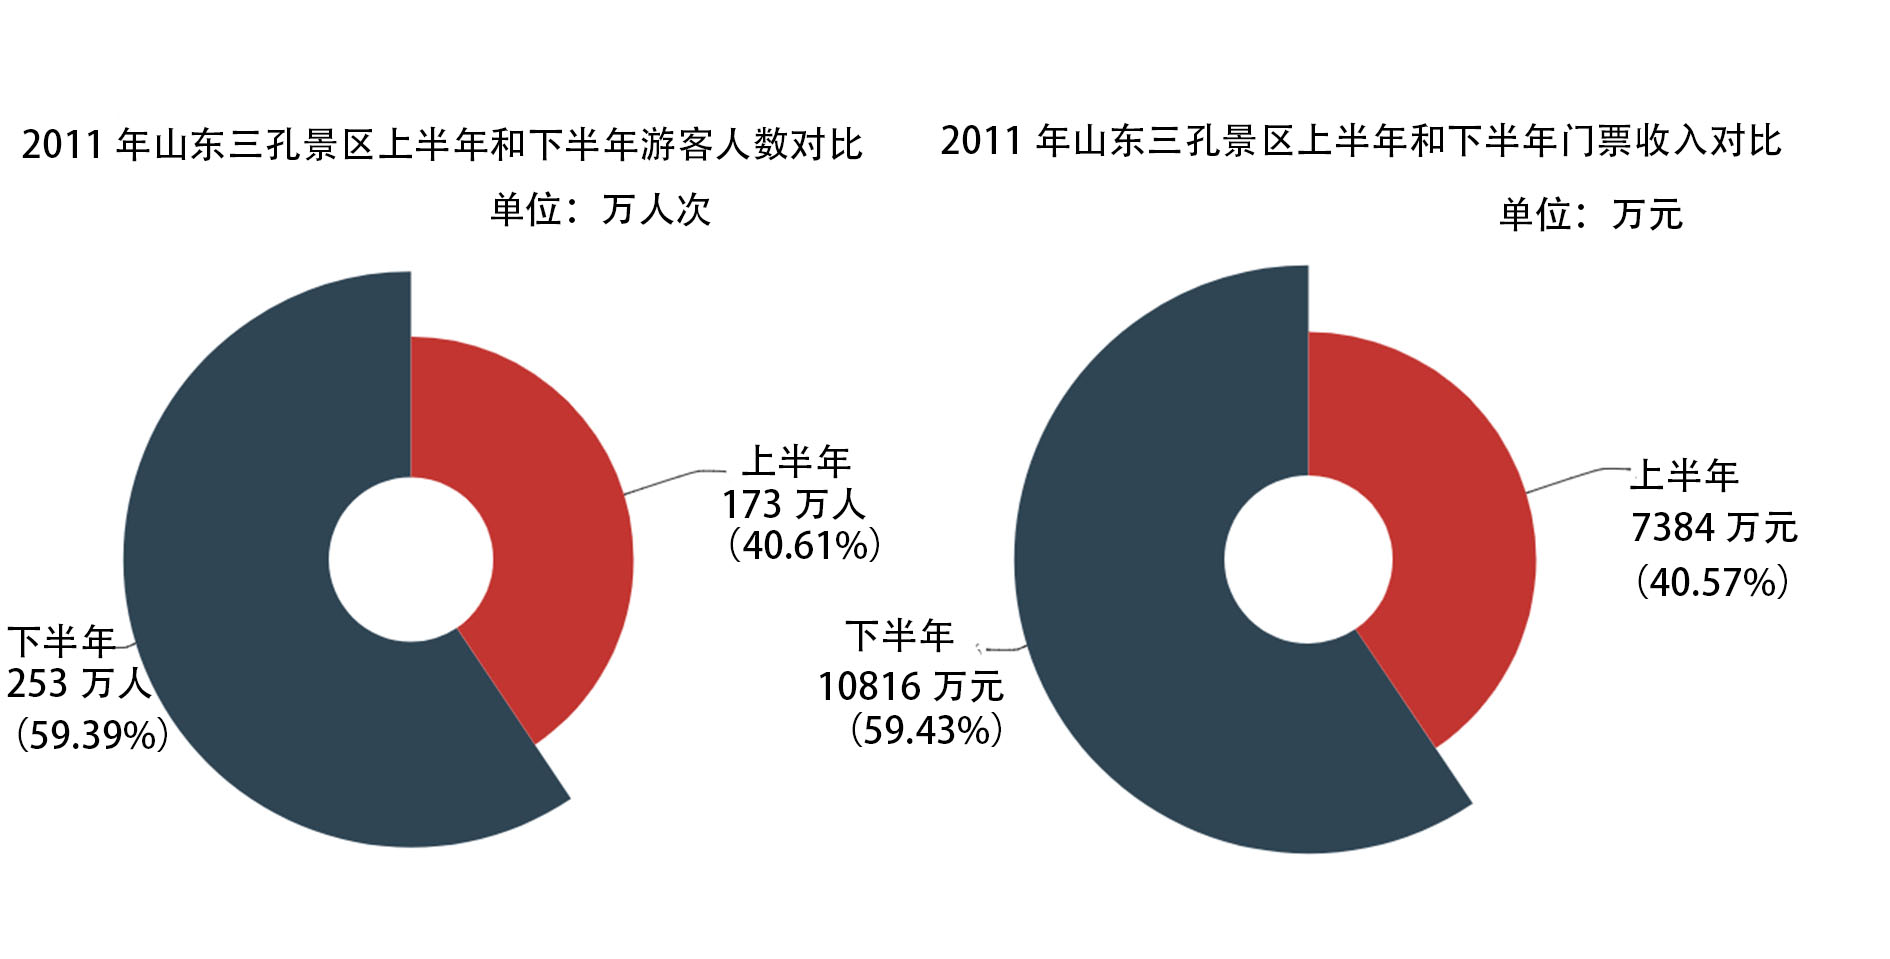 2011 年山东三孔景区上半年和下半年游客人数对比
单位：万人次
上半年
173 万人
（40.61%）
下半年
253 万人
（59.39%）
2011 年山东三孔景区上半年和下半年门票收入对比
单位：万元
上半年
7384 万元
（40.57%）
下半年
10816 万元
（59.43%）